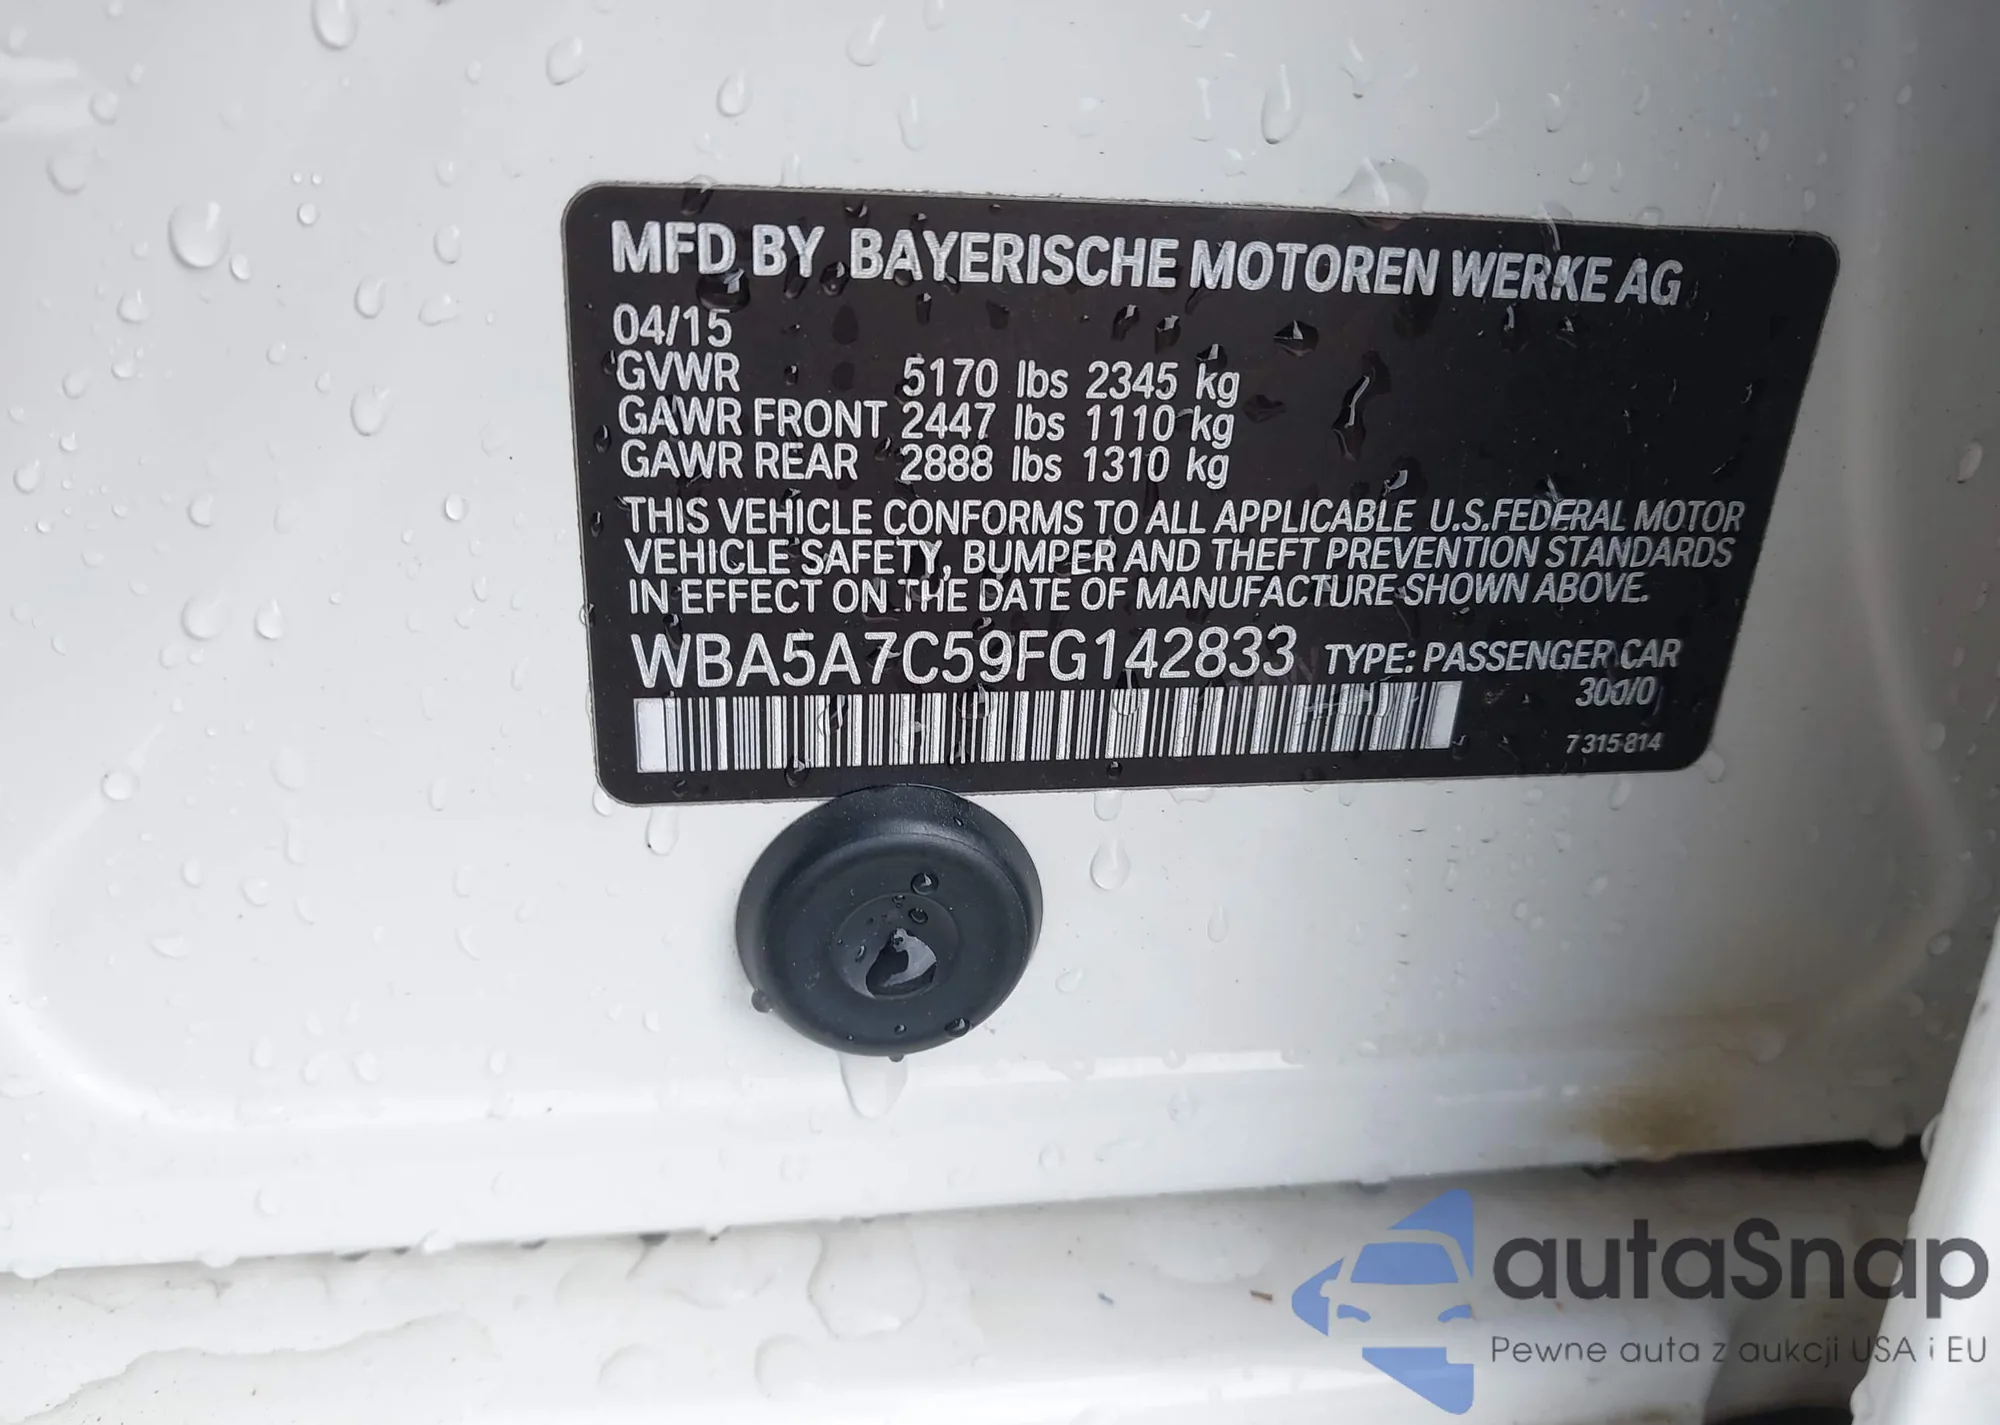 MFD BY BAYERISCHE MOTOREN WERKE AG
04/15
GVWR 5170 lbs 2345 kg
GAWR FRONT 2447 lbs 1110 kg
GAWR REAR 2888 lbs 1310 kg
THIS VEHICLE CONFORMS TO ALL APPLICABLE U.S.FEDERAL MOTOR
VEHICLE SAFETY, BUMPER AND THEFT PREVENTION STANDARDS
IN EFFECT ON THE DATE OF MANUFACTURE SHOWN ABOVE.
WBA5A7C59FG142833 TYPE: PASSENGER CAR
300/0
7 315 814
autaSnap
Pewne auta z aukcji USA i EU